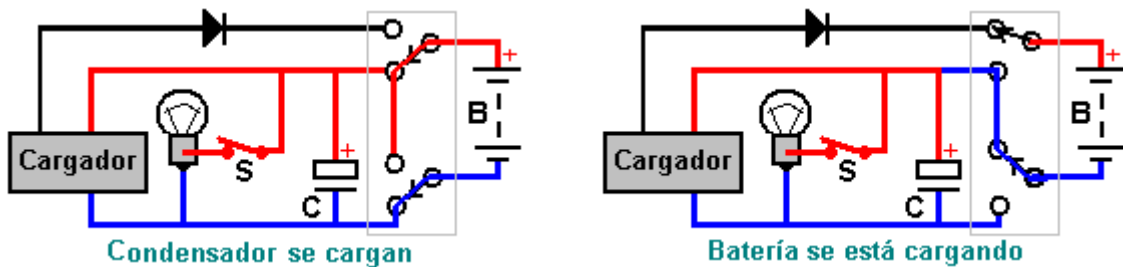 +
B
Cargador
S
+
C
Condensador se cargan
+
B
Cargador
S
+
C
Batería se está cargando